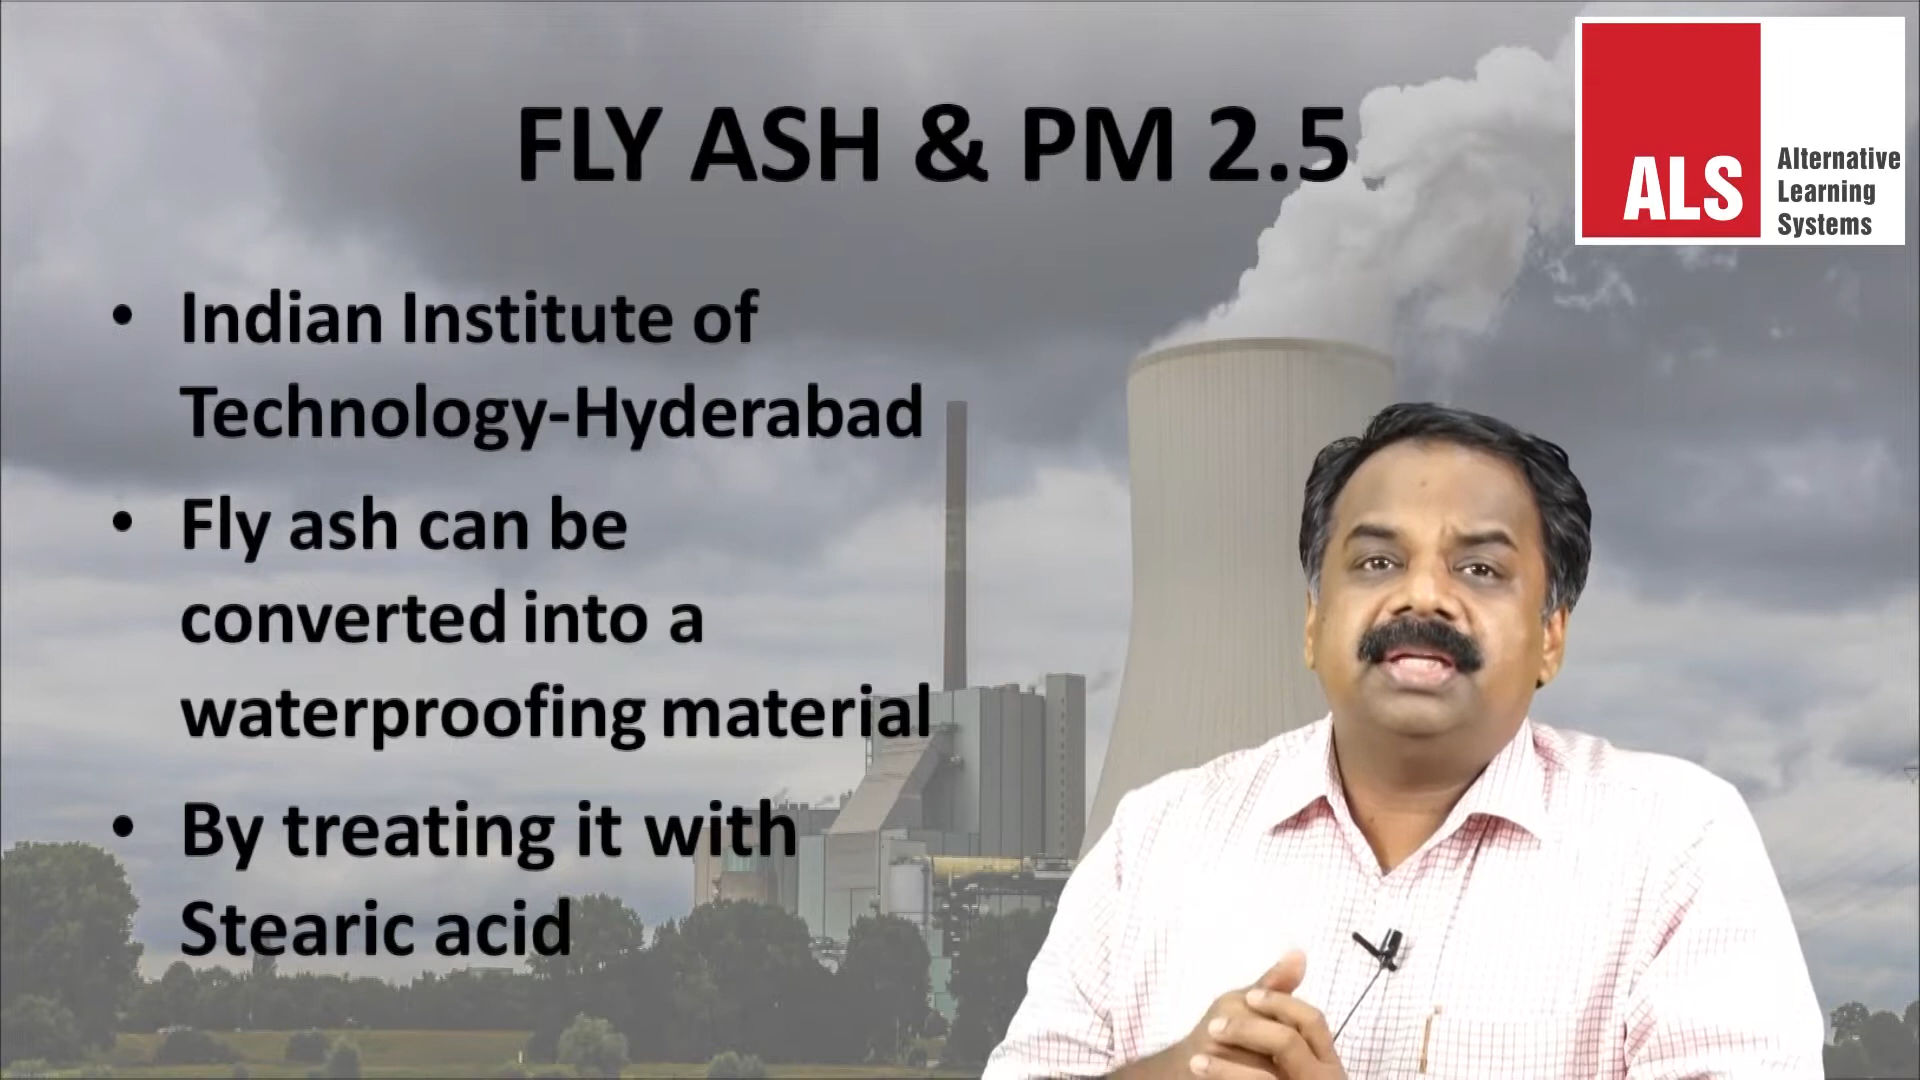 FLY ASH & PM 2.5
ALS
Alternative
Learning
Systems
• Indian Institute of
Technology-Hyderabad
• Fly ash can be
converted into a
waterproofing material
• By treating it with
Stearic acid